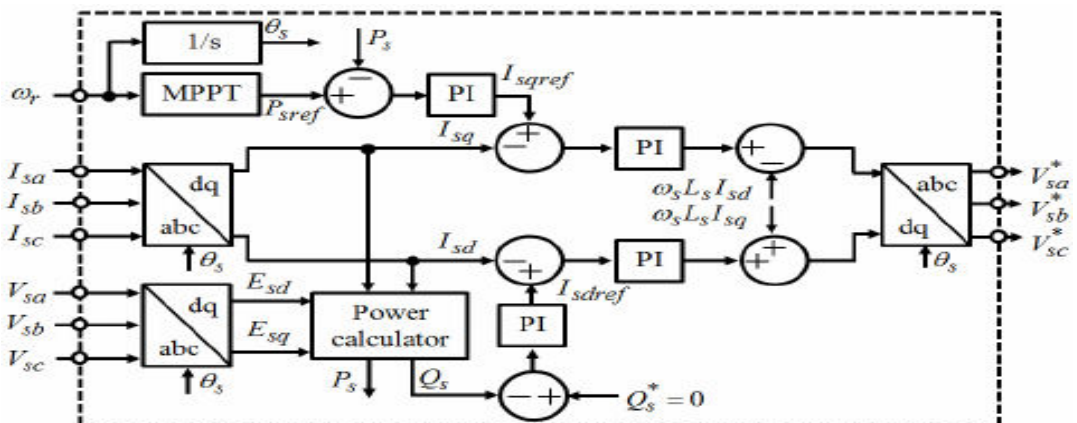 1/s
θs
Ps
ωr
MPPT
Psref
− +
PI
Isqref
Isq
+ −
PI
+ −
Isa
Isb
Isc
dq
abc
θs
ωsLsIsd
ωsLsIsq
abc
dq
θs
V*sa
V*sb
V*sc
Isd
− +
PI
+ +
Isdref
PI
Vsa
Vsb
Vsc
dq
abc
θs
Esd
Esq
Power
calculator
Ps
Qs
− +
Q*s = 0